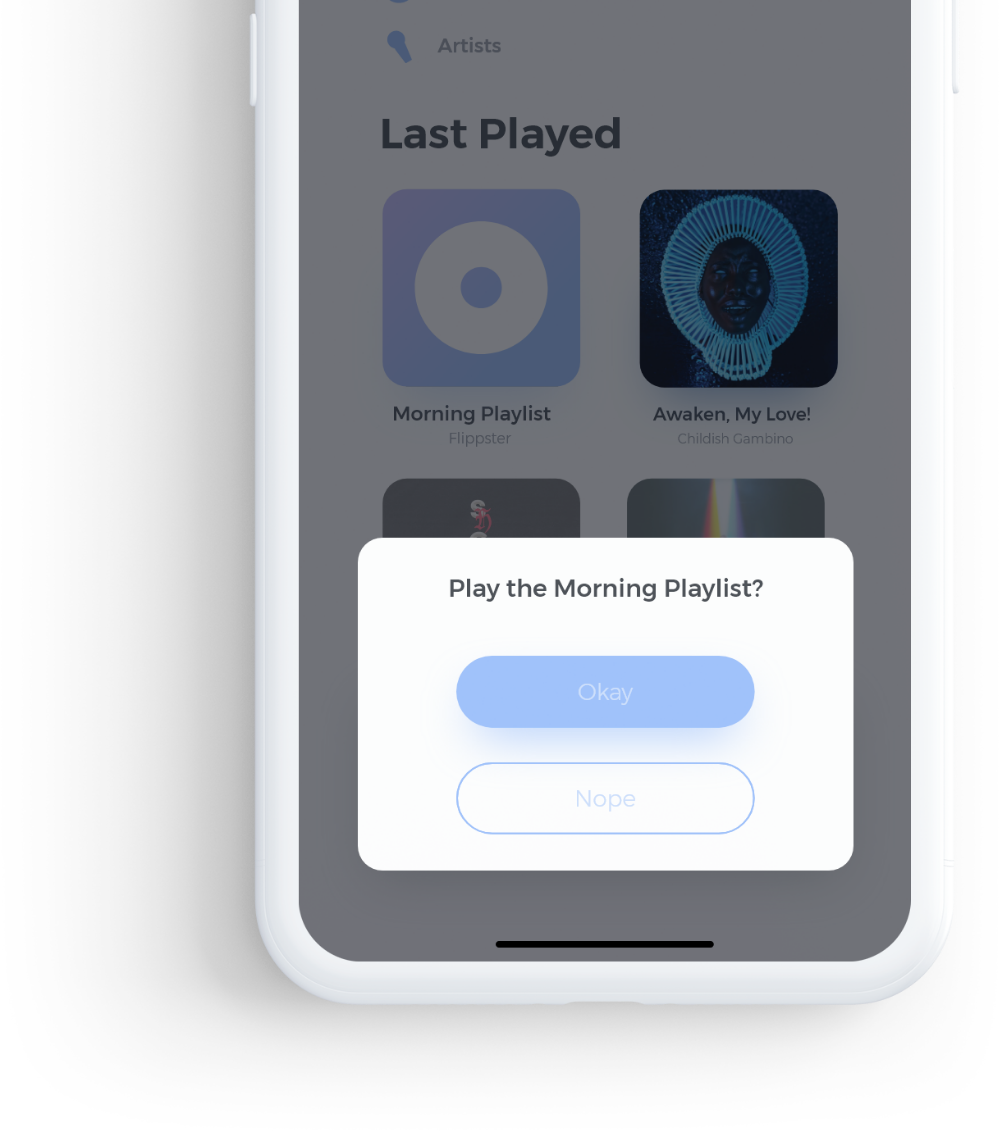 Artists
Last Played
Morning Playlist
Flippster
Awaken, My Love!
Childish Gambino
Play the Morning Playlist?
Okay
Nope